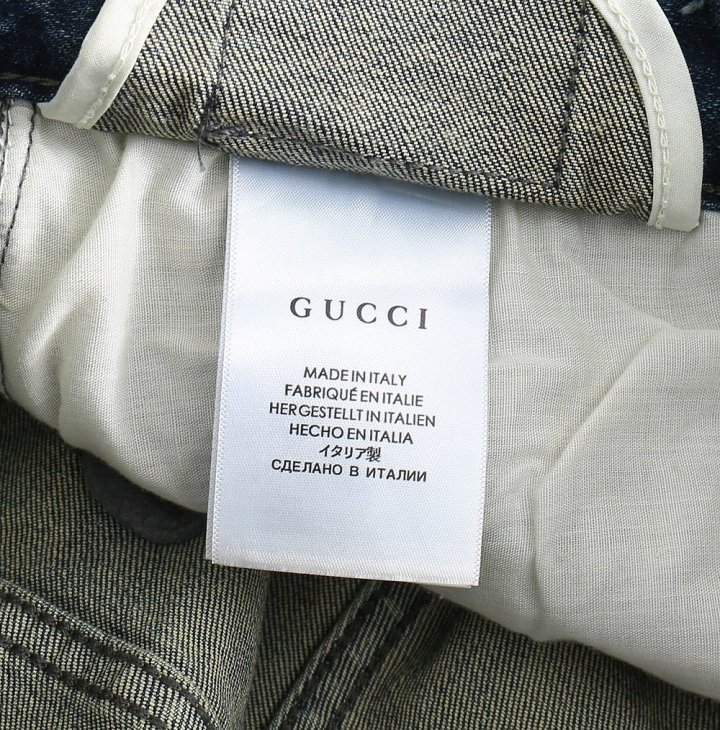 GUCCI
MADE IN ITALY
FABRIQUÉ EN ITALIE
HERGESTELLT IN ITALIEN
HECHO EN ITALIA
イタリア製
СДЕЛАНО В ИТАЛИИ